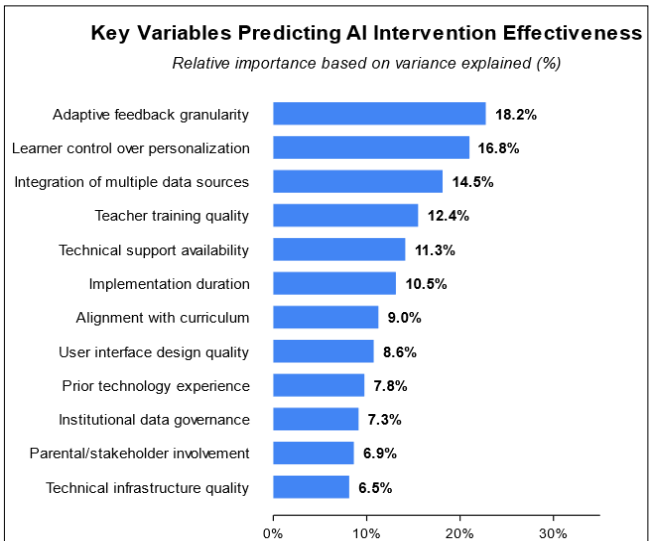 Key Variables Predicting AI Intervention Effectiveness
Relative importance based on variance explained (%)
Adaptive feedback granularity 18.2%
Learner control over personalization 16.8%
Integration of multiple data sources 14.5%
Teacher training quality 12.4%
Technical support availability 11.3%
Implementation duration 10.5%
Alignment with curriculum 9.0%
User interface design quality 8.6%
Prior technology experience 7.8%
Institutional data governance 7.3%
Parental/stakeholder involvement 6.9%
Technical infrastructure quality 6.5%
0% 10% 20% 30%